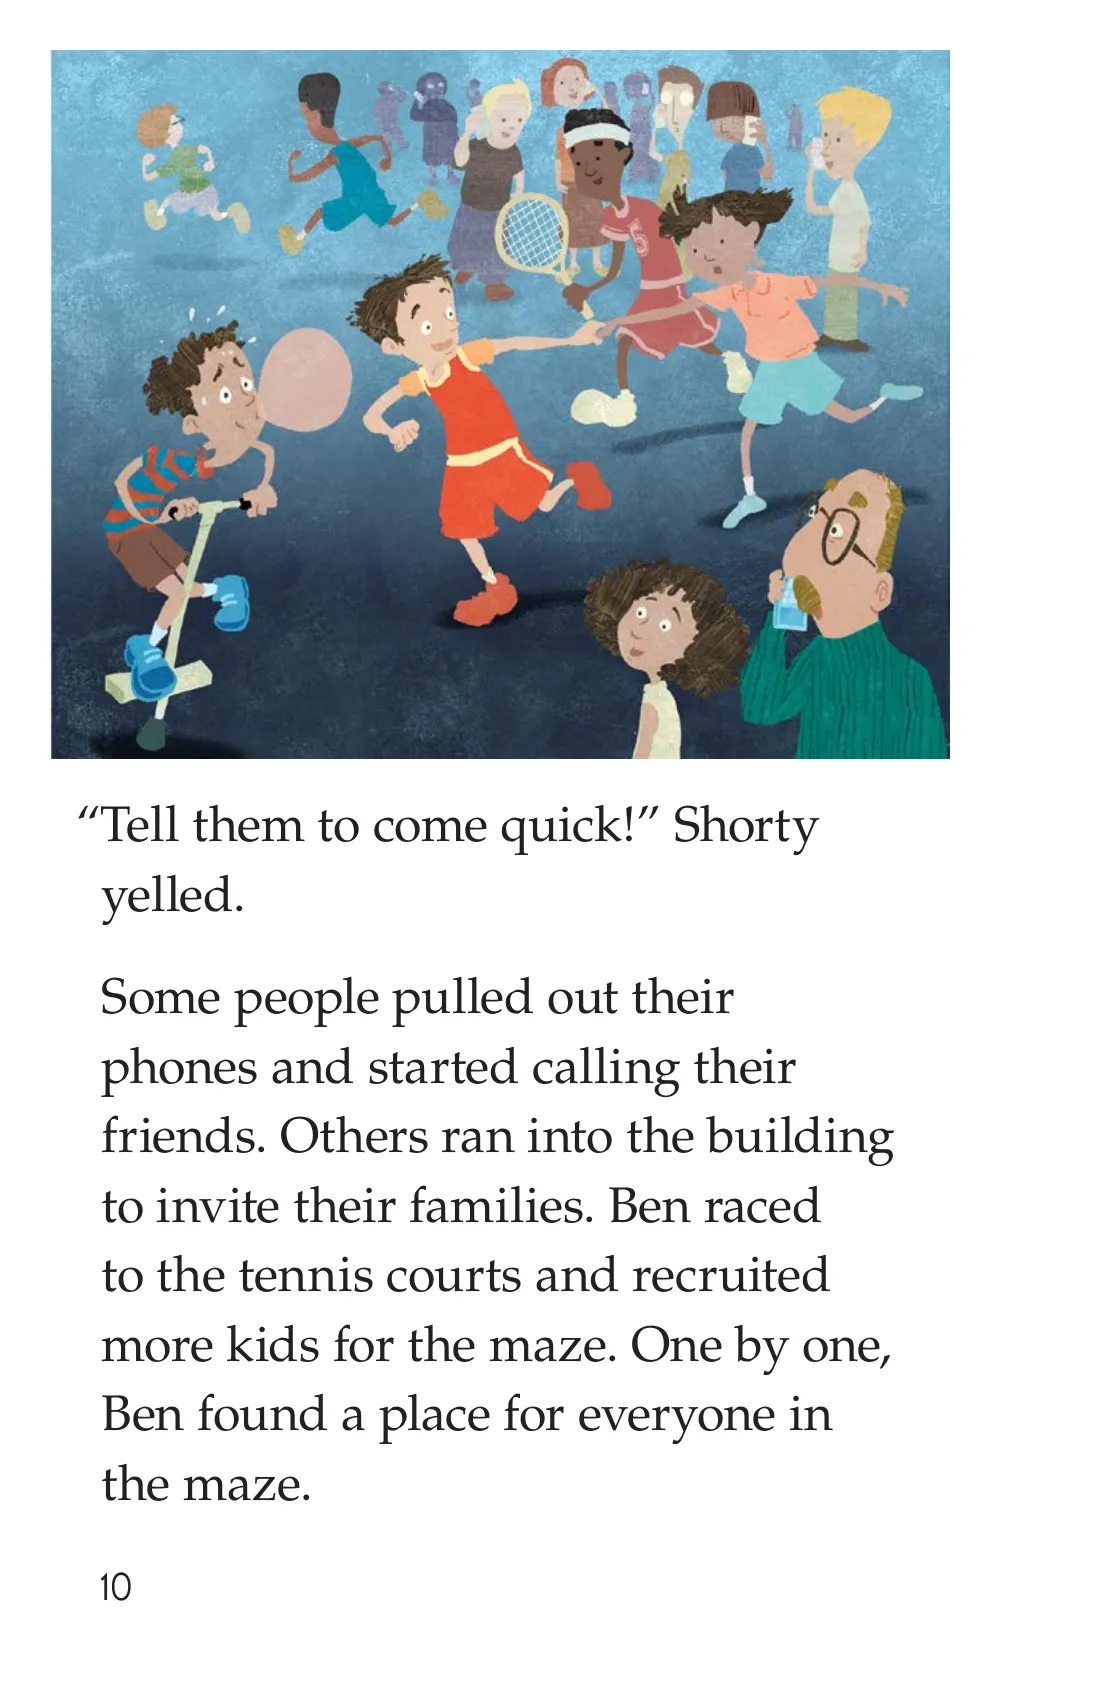 5
“Tell them to come quick!” Shorty
yelled.
Some people pulled out their
phones and started calling their
friends. Others ran into the building
to invite their families. Ben raced
to the tennis courts and recruited
more kids for the maze. One by one,
Ben found a place for everyone in
the maze.
10